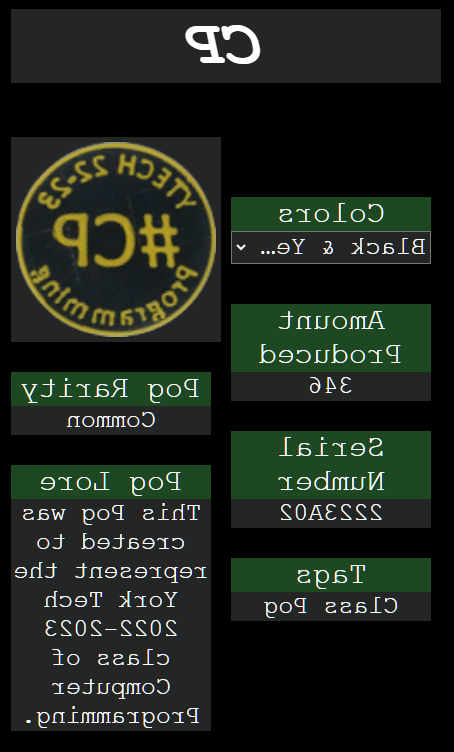 CP
Colors
Black & Ye...
Amount
Produced
346
Serial
Number
2223A02
Tags
Class Pog
YTECH 22-23
#CP
Programming
Pog Rarity
Common
Pog Lore
This Pog was
created to
represent the
York Tech
2022-2023
class of
Computer
Programming.